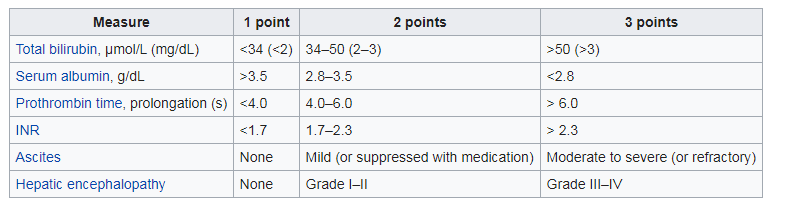 Measure 1 point 2 points 3 points
Total bilirubin, μmol/L (mg/dL) <34 (<2) 34–50 (2–3) >50 (>3)
Serum albumin, g/dL >3.5 2.8–3.5 <2.8
Prothrombin time, prolongation (s) <4.0 4.0–6.0 > 6.0
INR <1.7 1.7–2.3 > 2.3
Ascites None Mild (or suppressed with medication) Moderate to severe (or refractory)
Hepatic encephalopathy None Grade I–II Grade III–IV